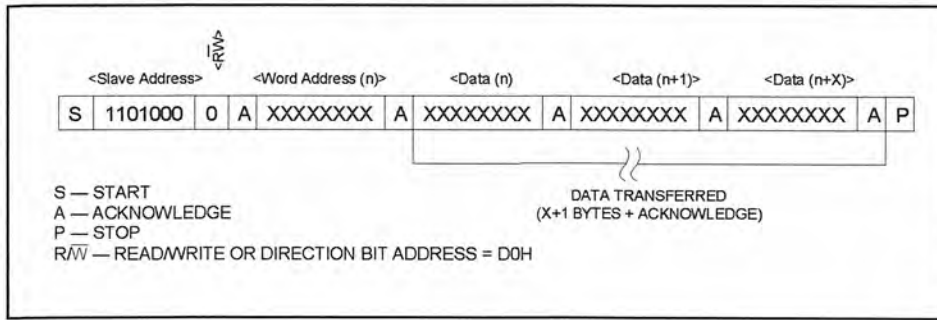 <RW̅>
<Slave Address> <Word Address (n)> <Data (n) <Data (n+1)> <Data (n+X)>
S 1101000 0 A XXXXXXXX A XXXXXXXX A XXXXXXXX A XXXXXXXX A P
S — START
A — ACKNOWLEDGE
P — STOP
R/W̅ — READ/WRITE OR DIRECTION BIT ADDRESS = D0H
DATA TRANSFERRED
(X+1 BYTES + ACKNOWLEDGE)